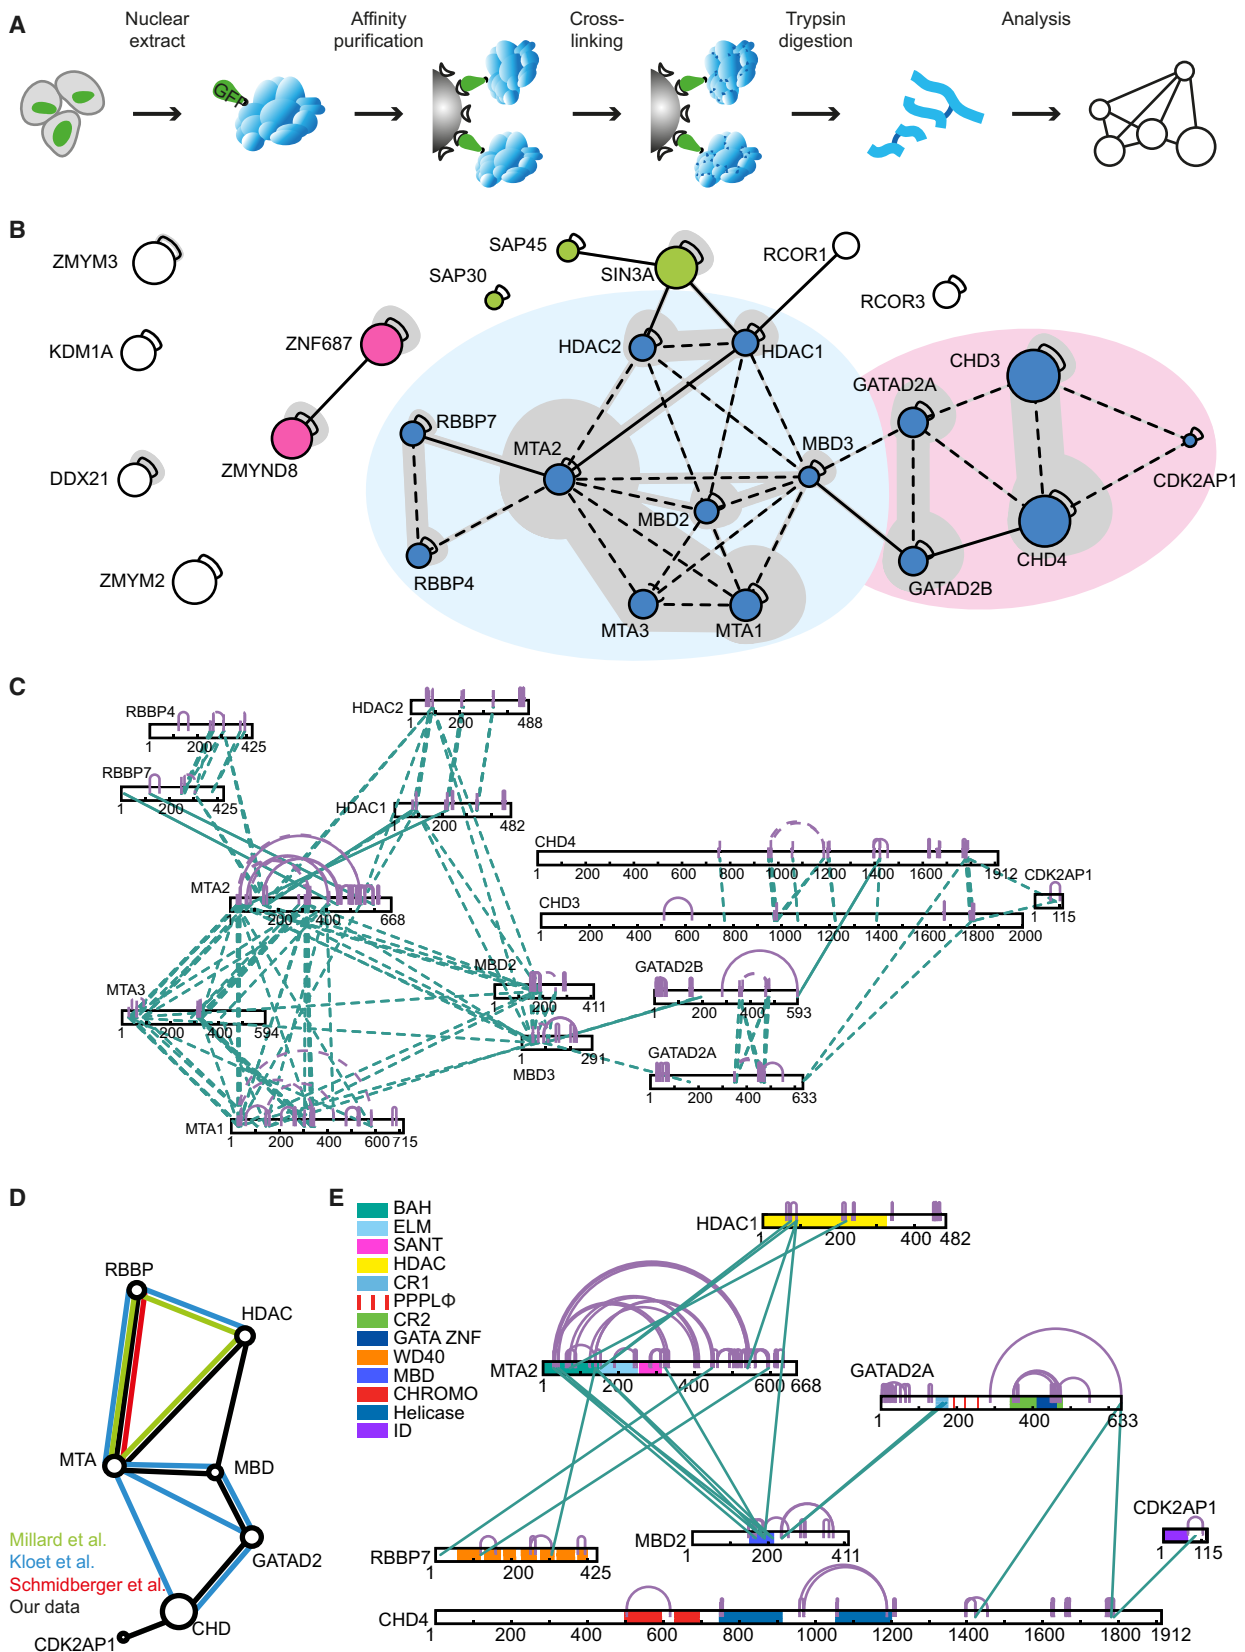 A
Nuclear
extract
Affinity
purification
Cross-
linking
Trypsin
digestion
Analysis
GFP
B
ZMYM3
KDM1A
DDX21
ZMYM2
ZNF687
ZMYND8
SAP45
SAP30
SIN3A
RCOR1
RCOR3
HDAC2
HDAC1
RBBP7
MTA2
MBD3
MBD2
RBBP4
MTA3
MTA1
GATAD2A
CHD3
CDK2AP1
CHD4
GATAD2B
C
RBBP4
1 200 425
RBBP7
1 200 425
HDAC2
1 200 488
HDAC1
1 200 482
MTA2
200 400 668
MTA3
1 200 400 594
MTA1
1 200 400 600 715
MBD2
1 200 411
MBD3
1 291
CHD4
1 200 400 600 800 1000 1200 1400 1600 1912
CHD3
1 200 400 600 800 1000 1200 1400 1600 1800 2000
CDK2AP1
1 115
GATAD2B
1 200 400 593
GATAD2A
1 200 400 633
D
RBBP
HDAC
MTA
MBD
GATAD2
CHD
CDK2AP1
Millard et al.
Kloet et al.
Schmidberger et al.
Our data
E
BAH
ELM
SANT
HDAC
CR1
PPPLΦ
CR2
GATA ZNF
WD40
MBD
CHROMO
Helicase
ID
HDAC1
1 200 400 482
MTA2
1 200 400 600 668
GATAD2A
1 200 400 633
RBBP7
1 200 425
MBD2
1 200 411
CDK2AP1
1 115
CHD4
1 200 400 600 800 1000 1200 1400 1600 1800 1912